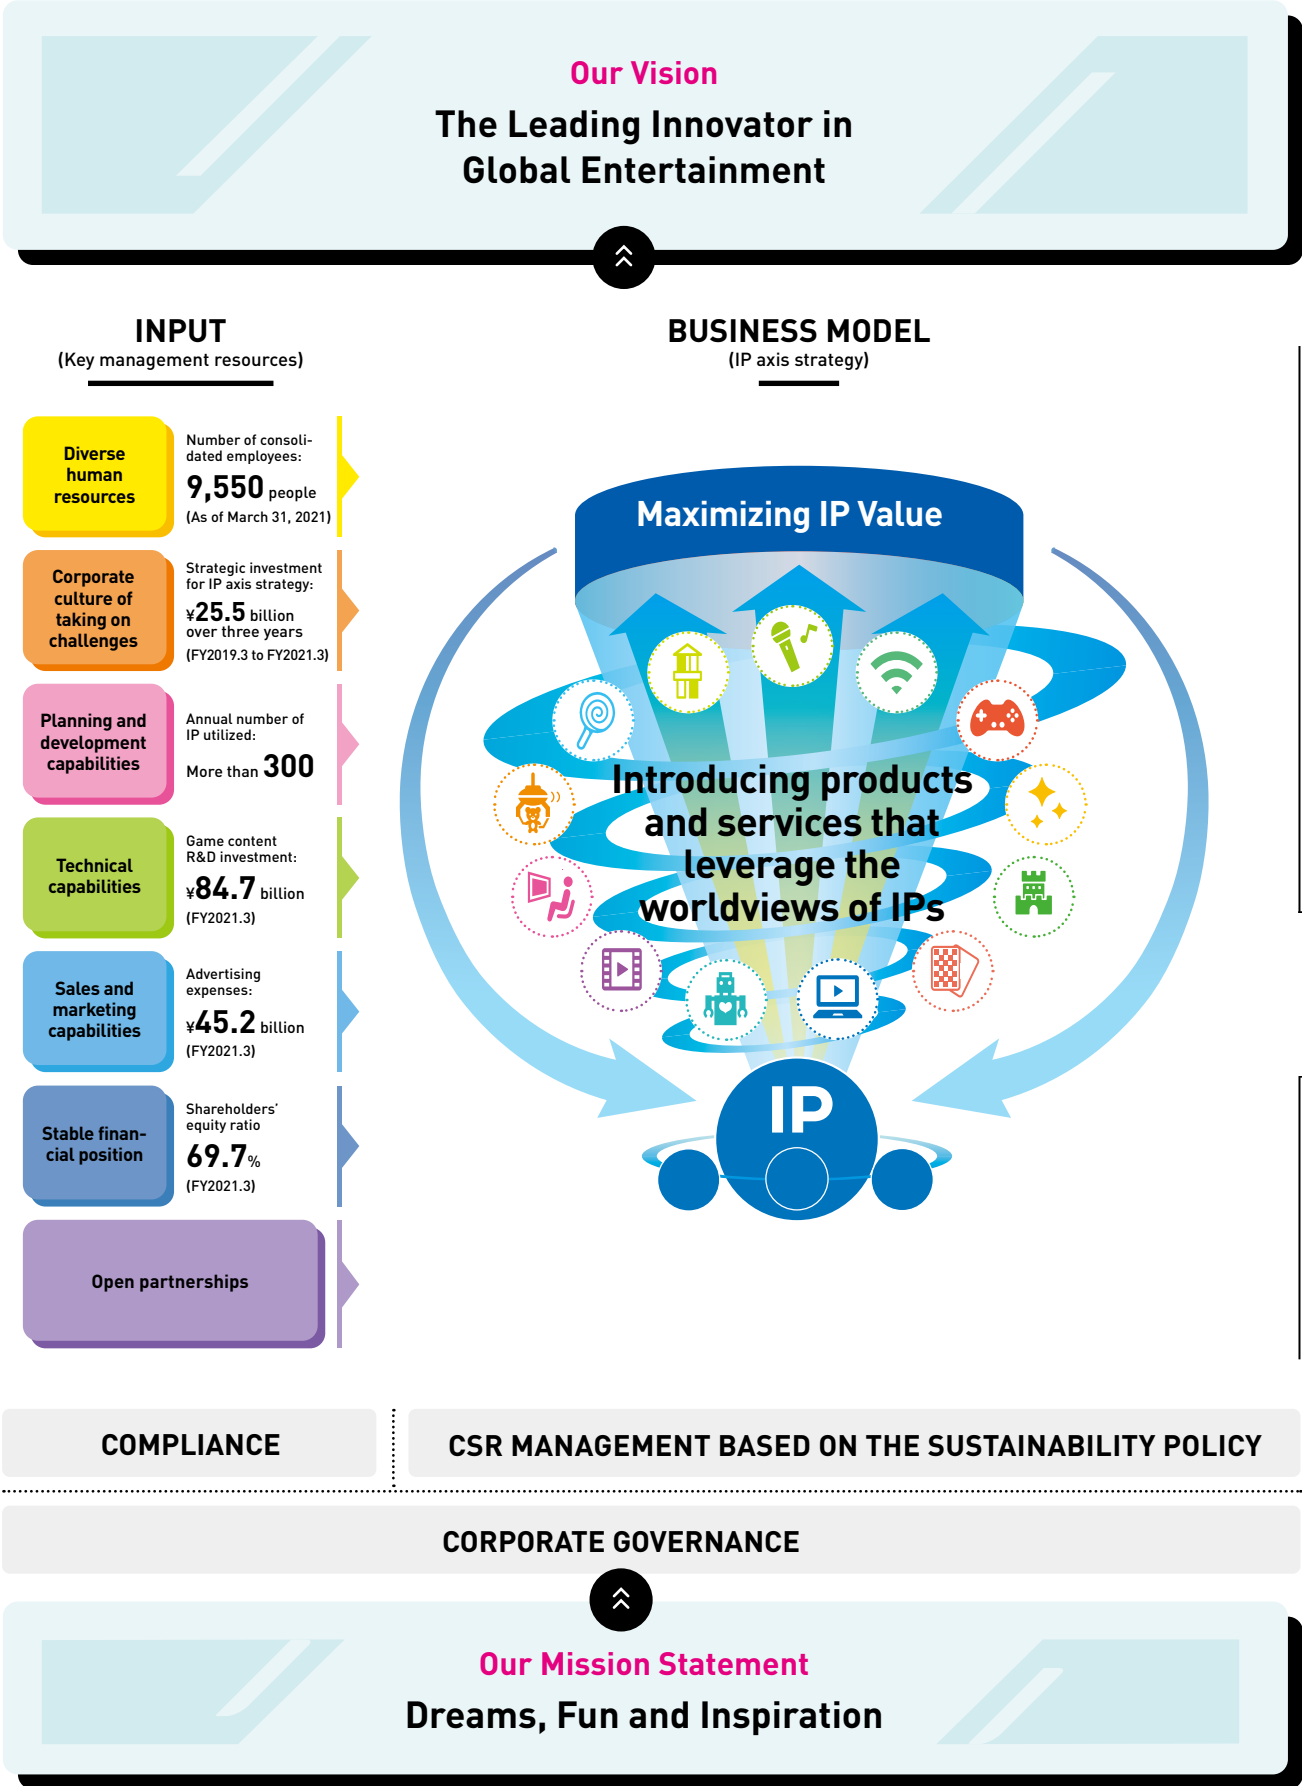 Our Vision
The Leading Innovator in
Global Entertainment
INPUT
(Key management resources)
Diverse
human
resources
Number of consoli-
dated employees:
9,550 people
(As of March 31, 2021)
Corporate
culture of
taking on
challenges
Strategic investment
for IP axis strategy:
¥25.5 billion
over three years
(FY2019.3 to FY2021.3)
Planning and
development
capabilities
Annual number of
IP utilized:
More than 300
Technical
capabilities
Game content
R&D investment:
¥84.7 billion
(FY2021.3)
Sales and
marketing
capabilities
Advertising
expenses:
¥45.2 billion
(FY2021.3)
Stable finan-
cial position
Shareholders'
equity ratio
69.7%
(FY2021.3)
Open partnerships
BUSINESS MODEL
(IP axis strategy)
Maximizing IP Value
Introducing products
and services that
leverage the
worldviews of IPs
IP
COMPLIANCE
CSR MANAGEMENT BASED ON THE SUSTAINABILITY POLICY
CORPORATE GOVERNANCE
Our Mission Statement
Dreams, Fun and Inspiration